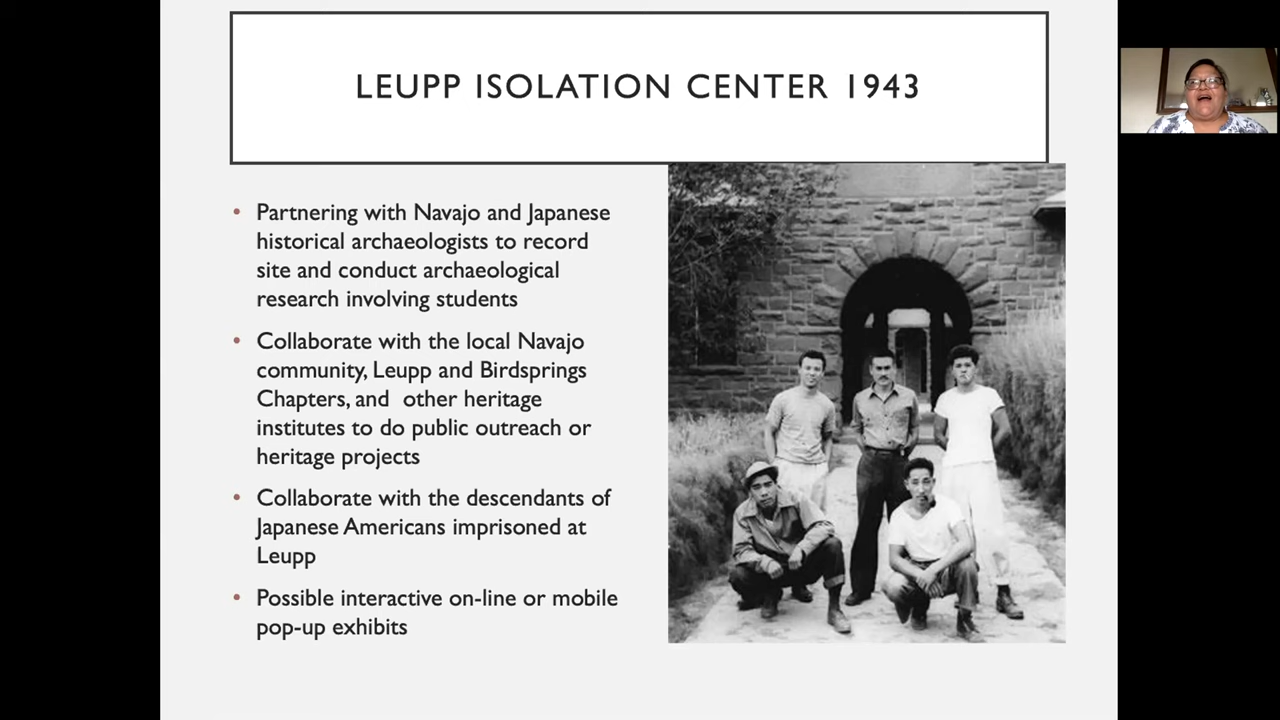 LEUPP ISOLATION CENTER 1943
• Partnering with Navajo and Japanese
historical archaeologists to record
site and conduct archaeological
research involving students
• Collaborate with the local Navajo
community, Leupp and Birdsprings
Chapters, and other heritage
institutes to do public outreach or
heritage projects
• Collaborate with the descendants of
Japanese Americans imprisoned at
Leupp
• Possible interactive on-line or mobile
pop-up exhibits